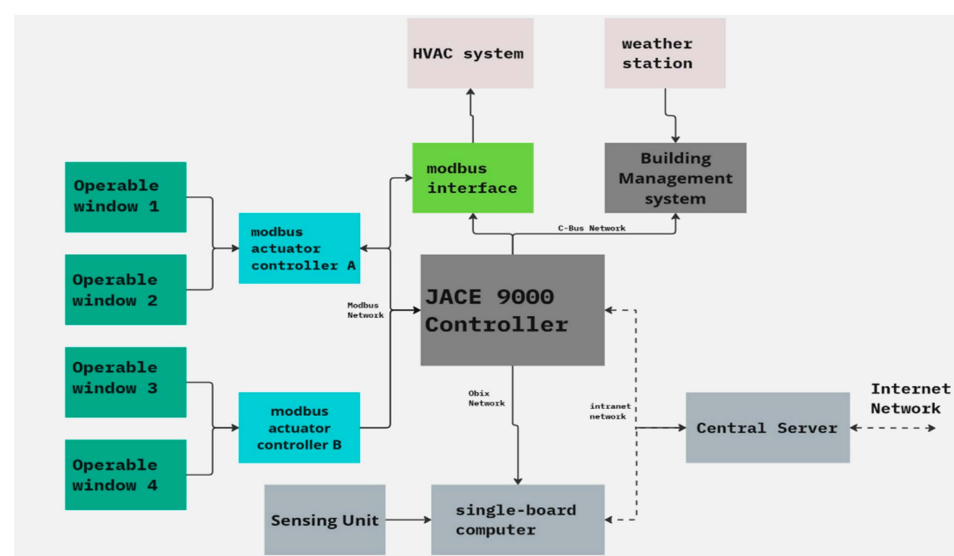 HVAC system
weather
station
modbus
interface
Building
Management
system
Operable
window 1
modbus
actuator
controller A
C-Bus Network
Operable
window 2
JACE 9000
Controller
Modbus
Network
Operable
window 3
Obix
Network
modbus
actuator
controller B
intranet
network
Central Server
Internet
Network
Operable
window 4
Sensing Unit
single-board
computer